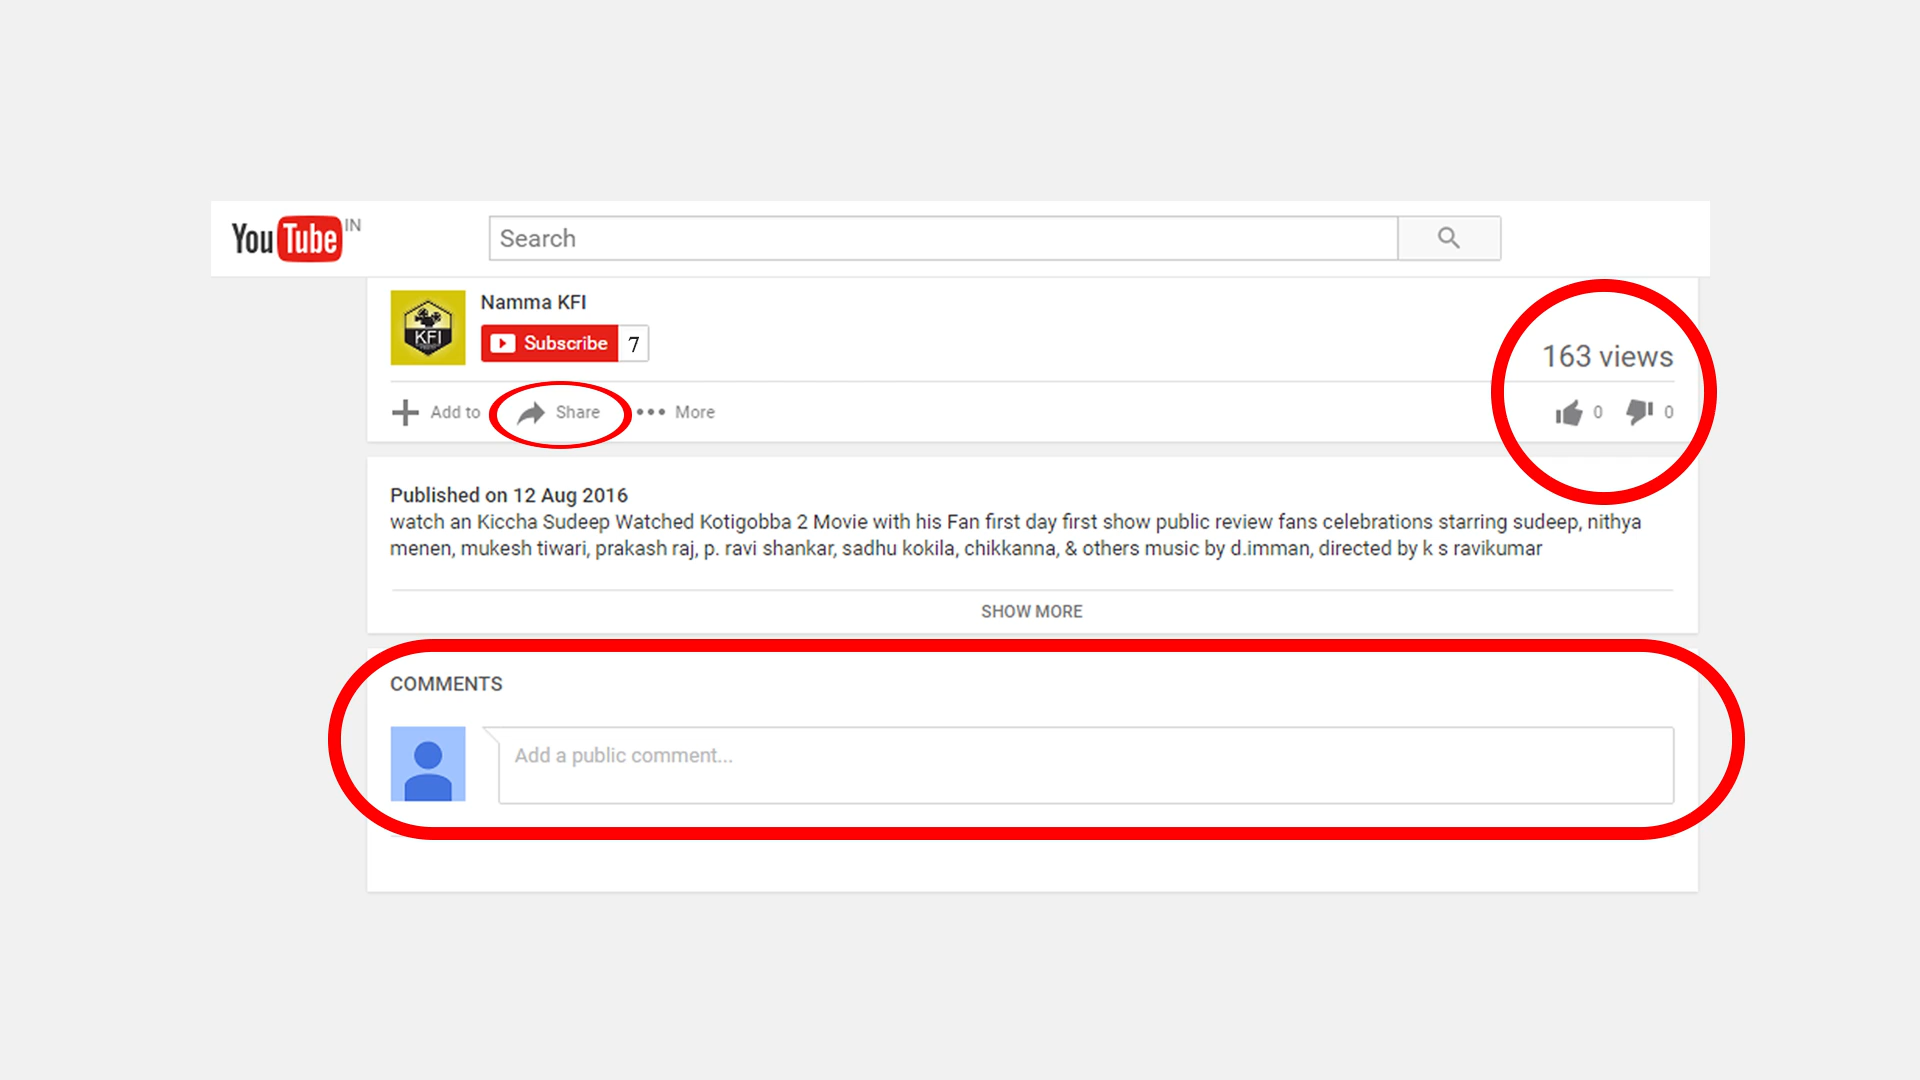 YouTube IN
Search
Namma KFI
KFI
Subscribe 7
163 views
Add to Share More 0 0
Published on 12 Aug 2016
watch an Kiccha Sudeep Watched Kotigobba 2 Movie with his Fan first day first show public review fans celebrations starring sudeep, nithya
menen, mukesh tiwari, prakash raj, p. ravi shankar, sadhu kokila, chikkanna, & others music by d.imman, directed by k s ravikumar
SHOW MORE
COMMENTS
Add a public comment...